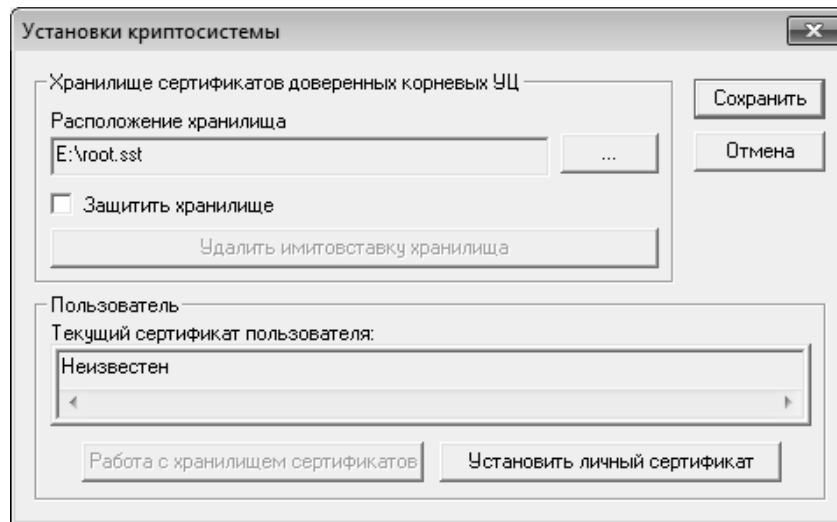 Установки криптосистемы
Хранилище сертификатов доверенных корневых УЦ
Сохранить
Расположение хранилища
E:\root.sst
...
Отмена
Защитить хранилище
Удалить имитовставку хранилища
Пользователь
Текущий сертификат пользователя:
Неизвестен
Работа с хранилищем сертификатов
Установить личный сертификат